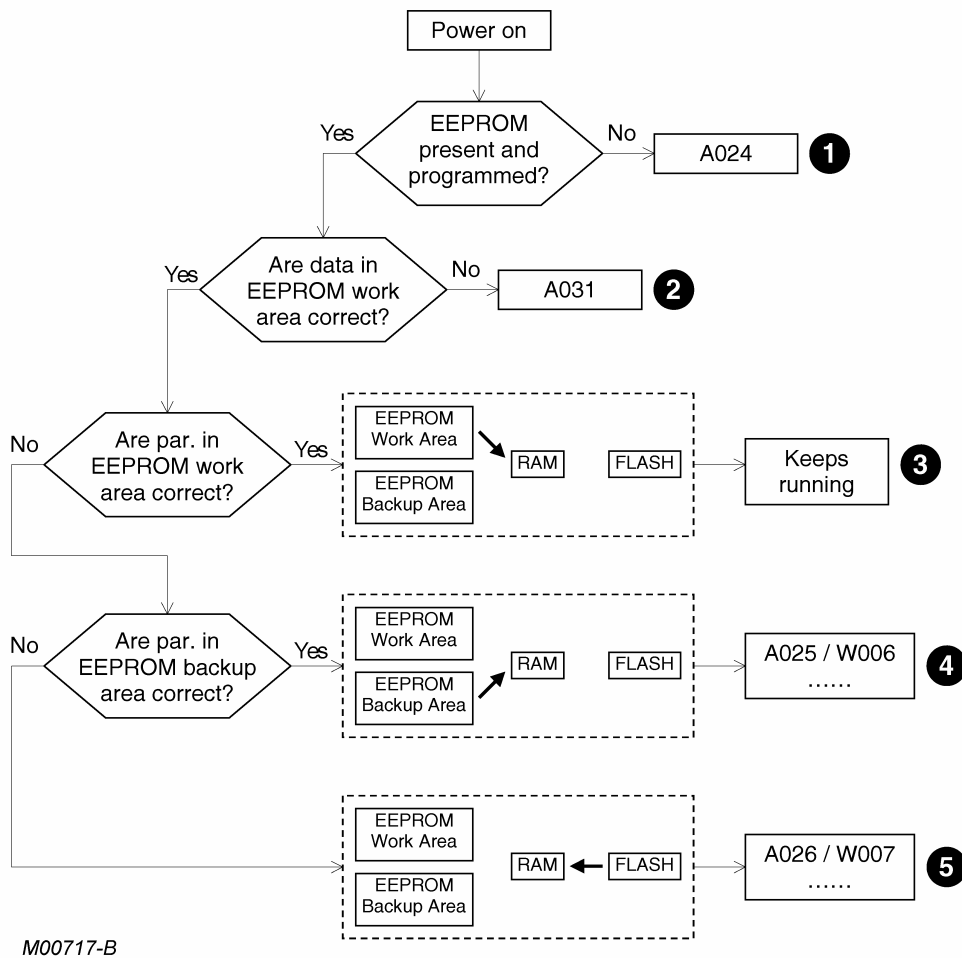 Power on
EEPROM
present and
programmed?
Yes
No
A024
1
Are data in
EEPROM work
area correct?
Yes
No
A031
2
Are par. in
EEPROM work
area correct?
No
Yes
EEPROM
Work Area
EEPROM
Backup Area
RAM
FLASH
Keeps
running
3
Are par. in
EEPROM backup
area correct?
No
Yes
EEPROM
Work Area
EEPROM
Backup Area
RAM
FLASH
A025 / W006
......
4
EEPROM
Work Area
EEPROM
Backup Area
RAM
FLASH
A026 / W007
......
5
M00717-B